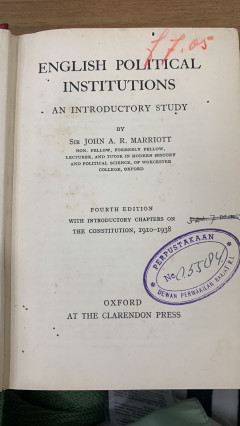 ENGLISH POLITICAL
INSTITUTIONS
AN INTRODUCTORY STUDY
BY
SIR JOHN A. R. MARRIOTT
HON. FELLOW, FORMERLY FELLOW,
LECTURER, AND TUTOR IN MODERN HISTORY
AND POLITICAL SCIENCE, OF WORCESTER
COLLEGE, OXFORD
FOURTH EDITION
WITH INTRODUCTORY CHAPTERS ON
THE CONSTITUTION, 1910–1938
PERPUSTAKAAN
DEWAN PERWAKILAN RAKJAT R.I.
OXFORD
AT THE CLARENDON PRESS